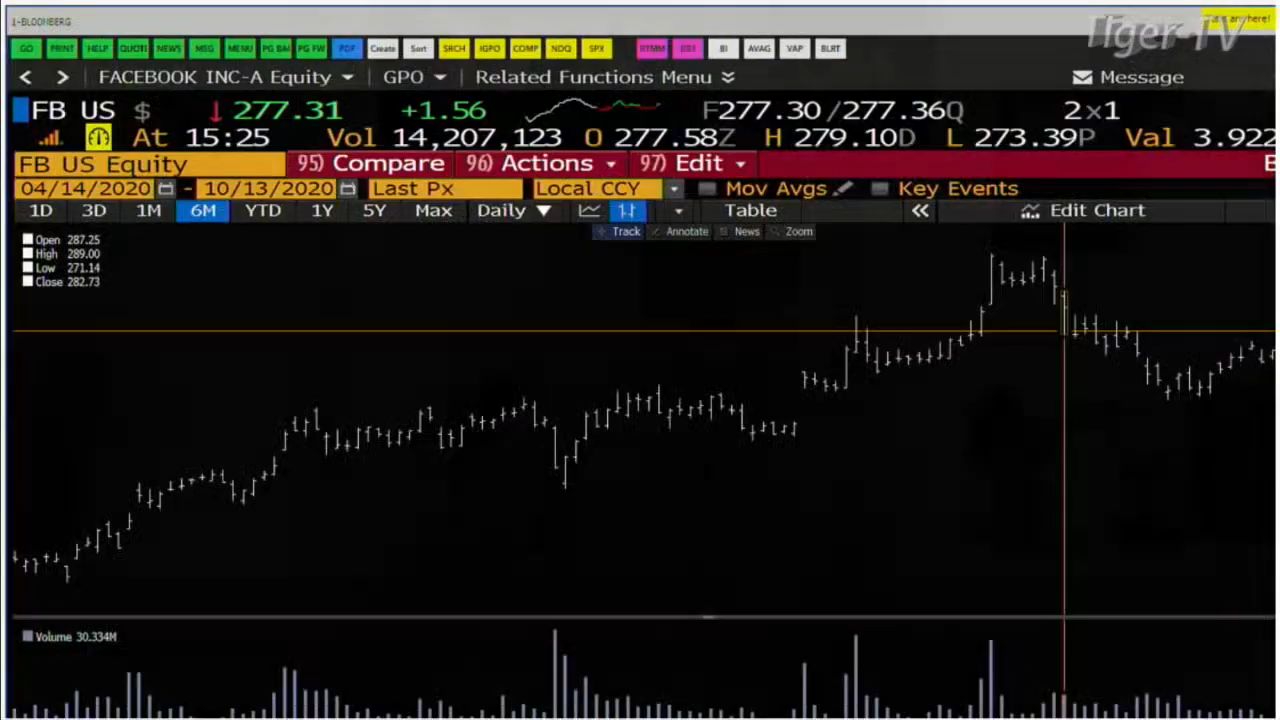 1-BLOOMBERG
Tiger TV
GO PRINT HELP QUOTE NEWS MSG MENU PG BAC PG FW PDF Create Sort SRCH IGPO COMP NDQ SPX BI AVAG VAP BLRT
< > FACEBOOK INC-A Equity GPO Related Functions Menu Message
FB US $ ↓ 277.31 +1.56 F277.30 /277.36Q 2×1
At 15:25 Vol 14,207,123 O 277.58Z H 279.10D L 273.39P Val 3.922
FB US Equity 95) Compare 96) Actions 97) Edit
04/14/2020 - 10/13/2020 Last Px Local CCY Mov Avgs Key Events
1D 3D 1M 6M YTD 1Y 5Y Max Daily ▼ Table « Edit Chart
Track Annotate News Zoom
Open 287.25
High 289.00
Low 271.14
Close 282.73
Volume 30.334M